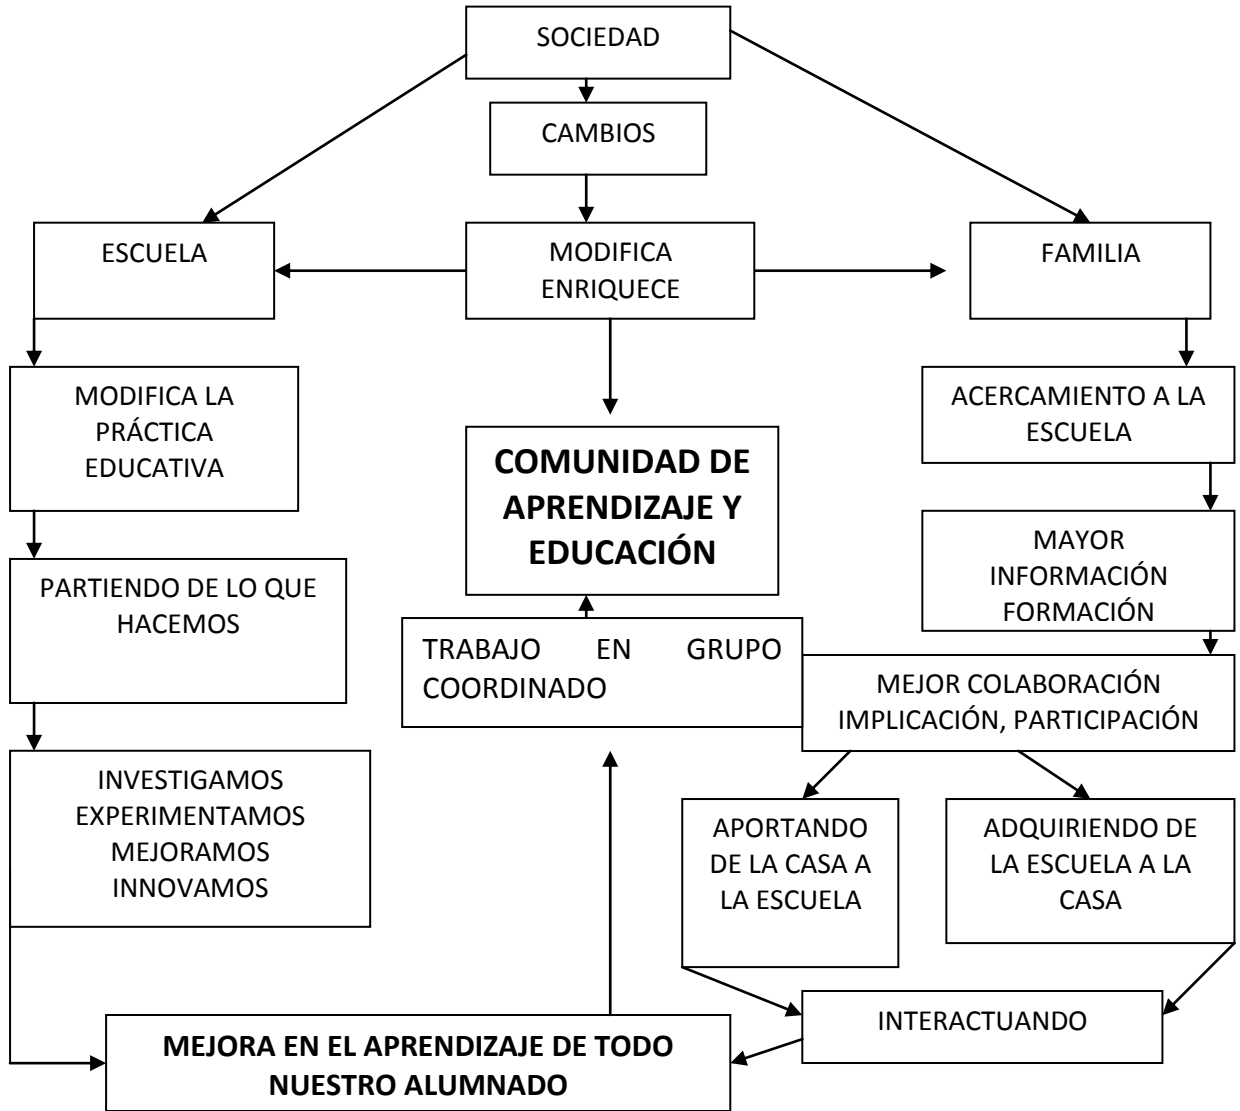 SOCIEDAD
CAMBIOS
ESCUELA
MODIFICA
ENRIQUECE
FAMILIA
MODIFICA LA
PRÁCTICA
EDUCATIVA
ACERCAMIENTO A LA
ESCUELA
COMUNIDAD DE
APRENDIZAJE Y
EDUCACIÓN
MAYOR
INFORMACIÓN
FORMACIÓN
PARTIENDO DE LO QUE
HACEMOS
TRABAJO EN GRUPO
COORDINADO
MEJOR COLABORACIÓN
IMPLICACIÓN, PARTICIPACIÓN
INVESTIGAMOS
EXPERIMENTAMOS
MEJORAMOS
INNOVAMOS
APORTANDO
DE LA CASA A
LA ESCUELA
ADQUIRIENDO DE
LA ESCUELA A LA
CASA
INTERACTUANDO
MEJORA EN EL APRENDIZAJE DE TODO
NUESTRO ALUMNADO